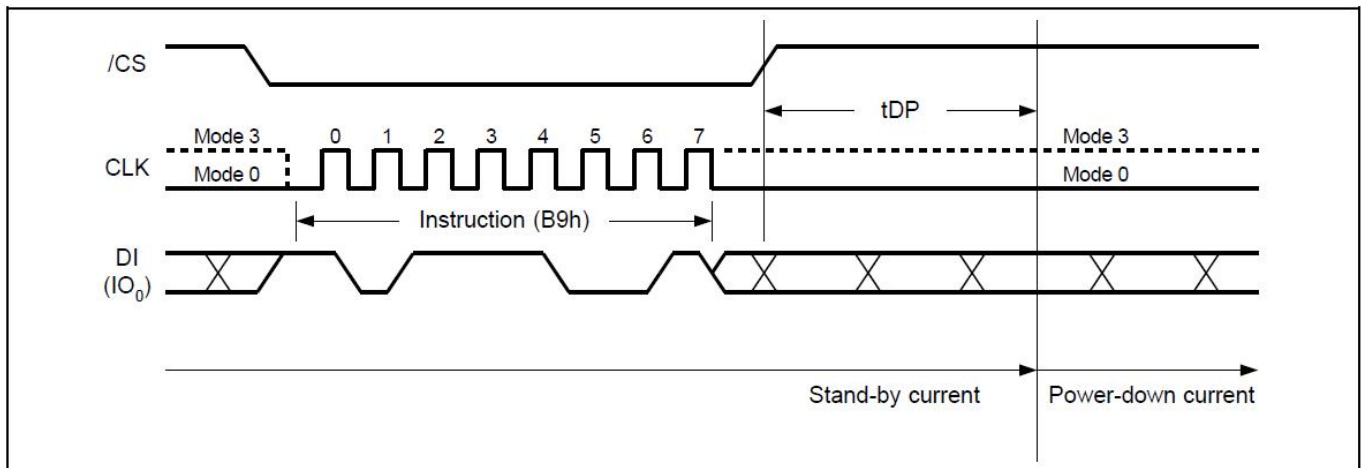 /CS
tDP
Mode 3 0 1 2 3 4 5 6 7 Mode 3
CLK
Mode 0 Mode 0
Instruction (B9h)
DI
(IO0)
Stand-by current Power-down current